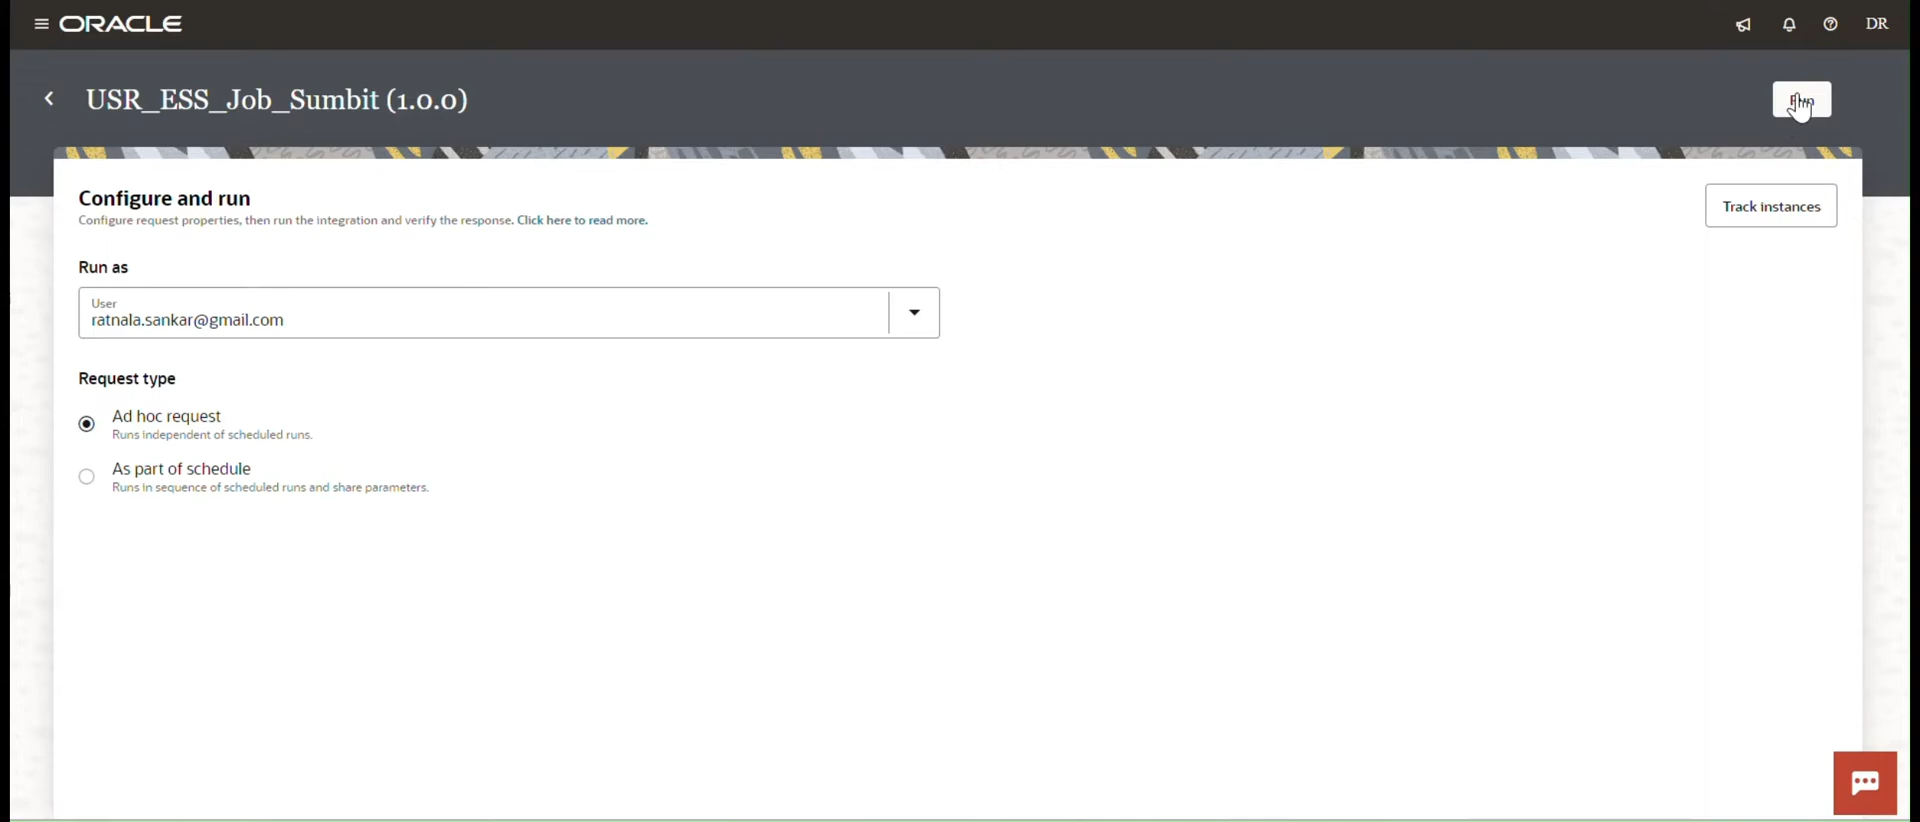 ORACLE
DR
USR_ESS_Job_Sumbit (1.0.0)
Run
Configure and run
Configure request properties, then run the integration and verify the response. Click here to read more.
Track instances
Run as
User
ratnala.sankar@gmail.com
Request type
Ad hoc request
Runs independent of scheduled runs.
As part of schedule
Runs in sequence of scheduled runs and share parameters.